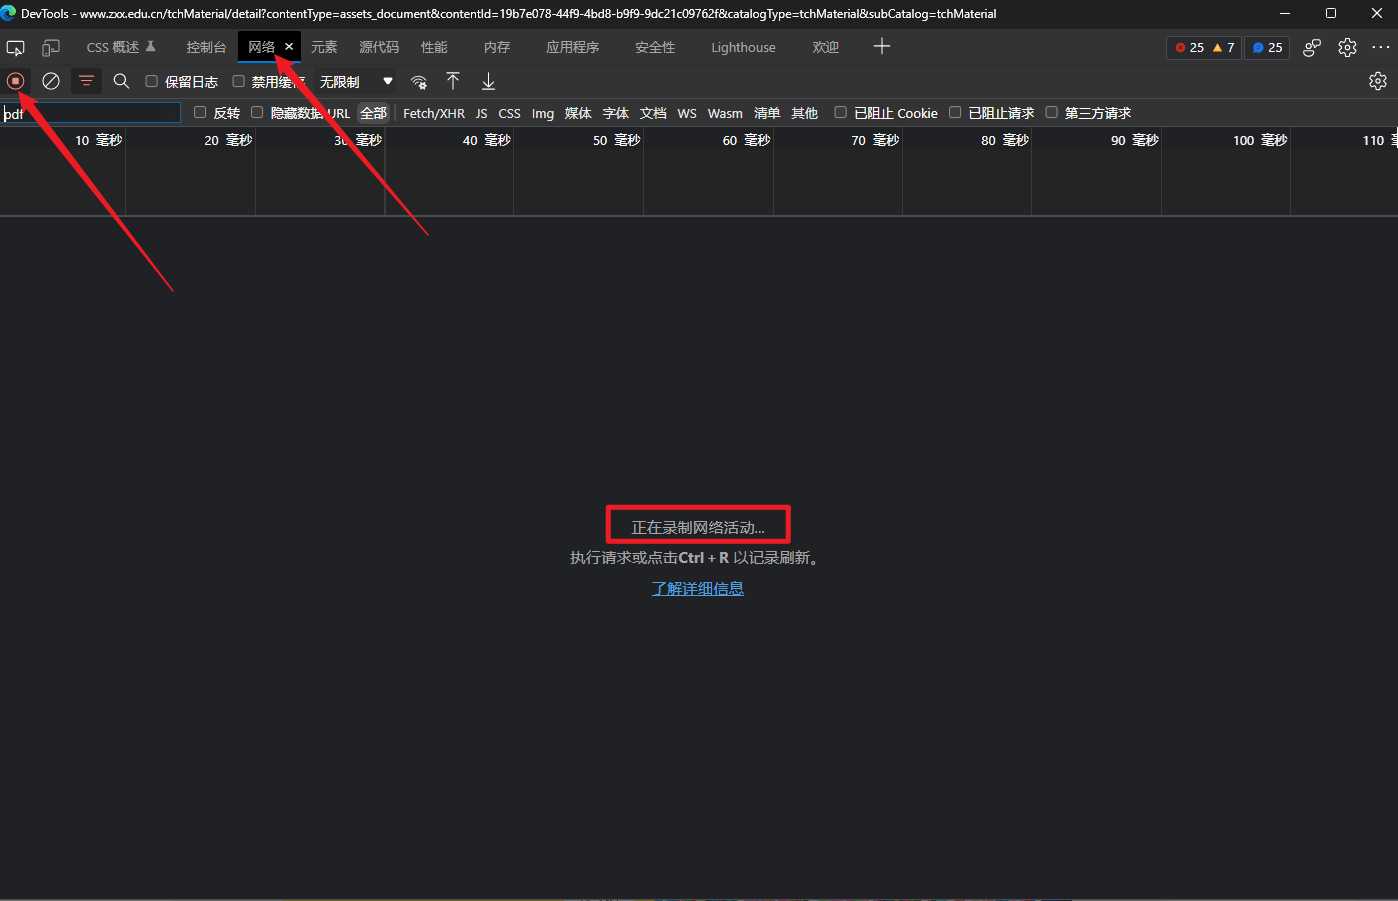 DevTools - www.zxx.edu.cn/tchMaterial/detail?contentType=assets_document&contentId=19b7e078-44f9-4bd8-b9f9-9dc21c09762f&catalogType=tchMaterial&subCatalog=tchMaterial
CSS 概述 控制台 网络 元素 源代码 性能 内存 应用程序 安全性 Lighthouse 欢迎 25 7 25
保留日志 禁用缓存 无限制
pdf 反转 隐藏数据 URL 全部 Fetch/XHR JS CSS Img 媒体 字体 文档 WS Wasm 清单 其他 已阻止 Cookie 已阻止请求 第三方请求
10 毫秒 20 毫秒 30 毫秒 40 毫秒 50 毫秒 60 毫秒 70 毫秒 80 毫秒 90 毫秒 100 毫秒 110
正在录制网络活动...
执行请求或点击Ctrl + R 以记录刷新。
了解详细信息